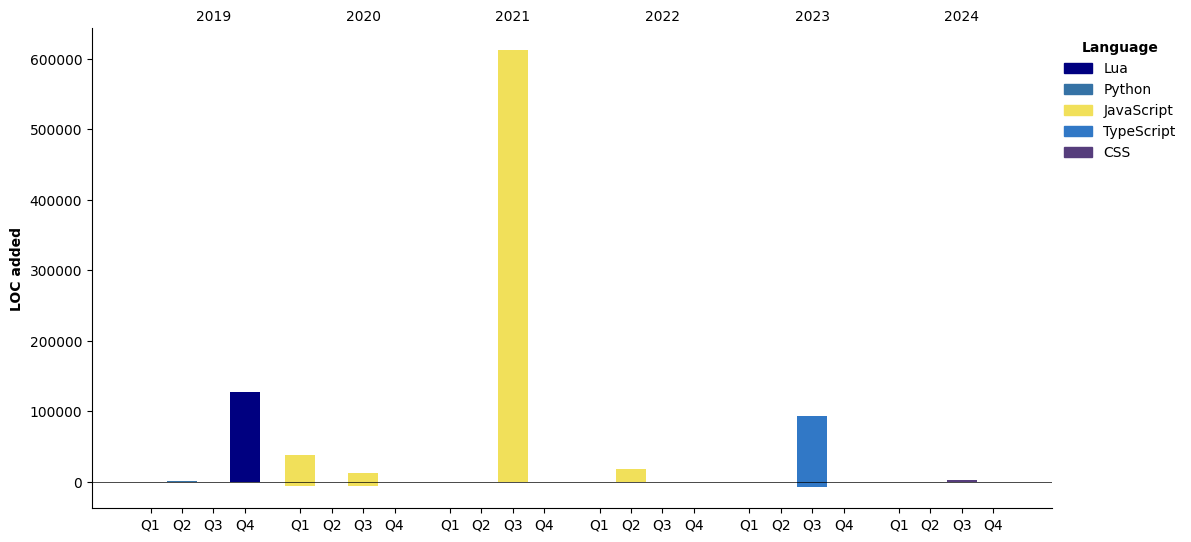 2019 2020 2021 2022 2023 2024
Language
Lua
Python
JavaScript
TypeScript
CSS
LOC added
600000
500000
400000
300000
200000
100000
0
Q1 Q2 Q3 Q4 Q1 Q2 Q3 Q4 Q1 Q2 Q3 Q4 Q1 Q2 Q3 Q4 Q1 Q2 Q3 Q4 Q1 Q2 Q3 Q4